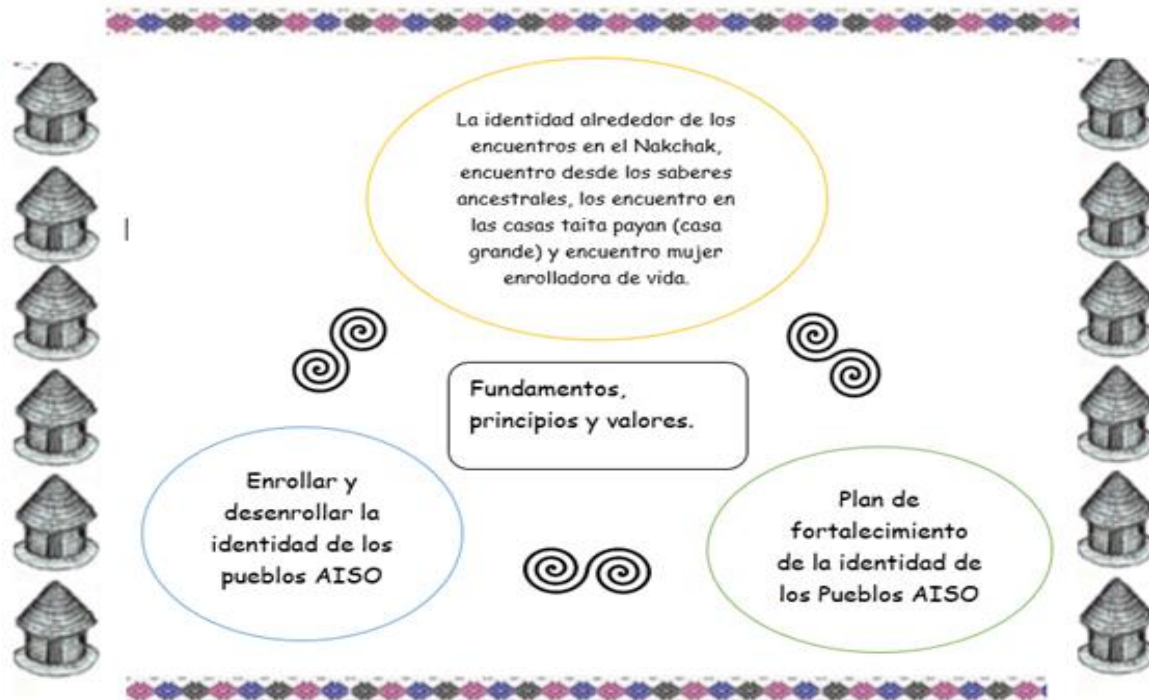 La identidad alrededor de los
encuentros en el Nakchak,
encuentro desde los saberes
ancestrales, los encuentro en
las casas taita payan (casa
grande) y encuentro mujer
enrolladora de vida.
Fundamentos,
principios y valores.
Enrollar y
desenrollar la
identidad de los
pueblos AISO
Plan de
fortalecimiento
de la identidad de
los Pueblos AISO